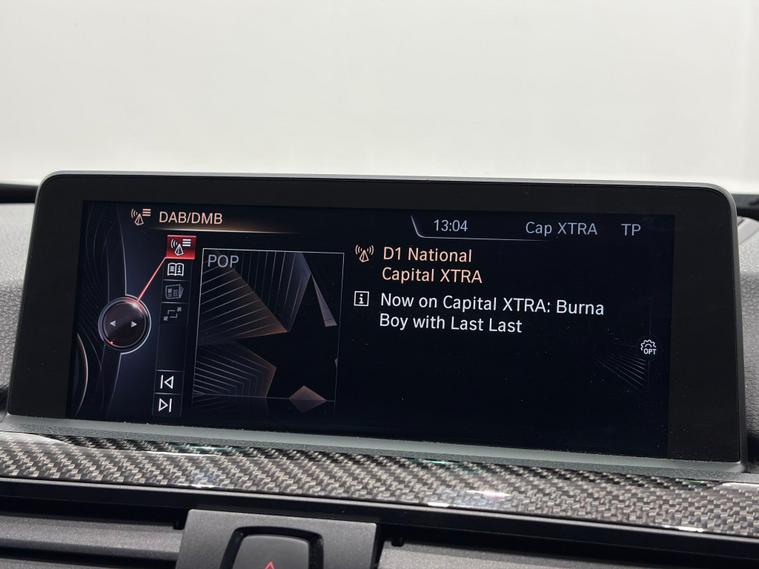 DAB/DMB
13:04
Cap XTRA
TP
POP
D1 National
Capital XTRA
Now on Capital XTRA: Burna
Boy with Last Last
OPT